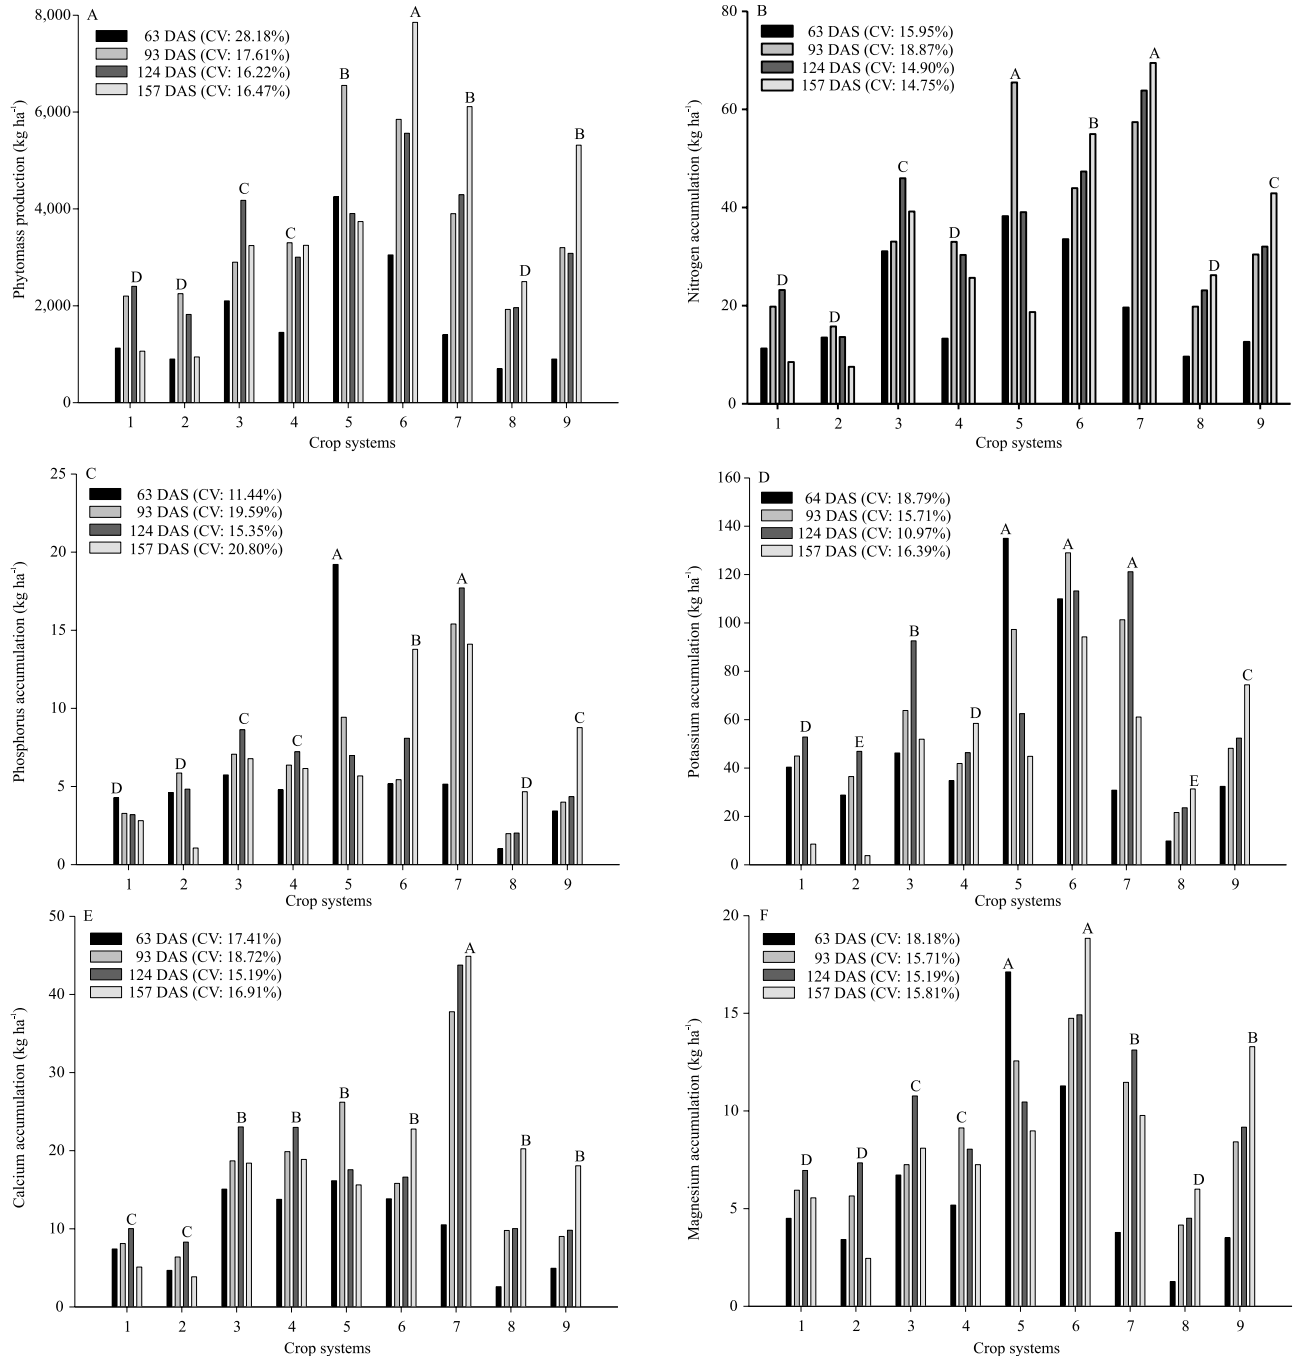 A
63 DAS (CV: 28.18%)
93 DAS (CV: 17.61%)
124 DAS (CV: 16.22%)
157 DAS (CV: 16.47%)
Phytomass production (kg ha⁻¹)
8,000
6,000
4,000
2,000
0
D D C C B A B D B
1 2 3 4 5 6 7 8 9
Crop systems
B
63 DAS (CV: 15.95%)
93 DAS (CV: 18.87%)
124 DAS (CV: 14.90%)
157 DAS (CV: 14.75%)
Nitrogen accumulation (kg ha⁻¹)
80
60
40
20
0
D D C D A B A D C
1 2 3 4 5 6 7 8 9
Crop systems
C
63 DAS (CV: 11.44%)
93 DAS (CV: 19.59%)
124 DAS (CV: 15.35%)
157 DAS (CV: 20.80%)
Phosphorus accumulation (kg ha⁻¹)
25
20
15
10
5
0
D D C C A B A D C
1 2 3 4 5 6 7 8 9
Crop systems
D
64 DAS (CV: 18.79%)
93 DAS (CV: 15.71%)
124 DAS (CV: 10.97%)
157 DAS (CV: 16.39%)
Potassium accumulation (kg ha⁻¹)
160
140
120
100
80
60
40
20
0
D E B D A A A E C
1 2 3 4 5 6 7 8 9
Crop systems
E
63 DAS (CV: 17.41%)
93 DAS (CV: 18.72%)
124 DAS (CV: 15.19%)
157 DAS (CV: 16.91%)
Calcium accumulation (kg ha⁻¹)
50
40
30
20
10
0
C C B B B B A B B
1 2 3 4 5 6 7 8 9
Crop systems
F
63 DAS (CV: 18.18%)
93 DAS (CV: 15.71%)
124 DAS (CV: 15.19%)
157 DAS (CV: 15.81%)
Magnesium accumulation (kg ha⁻¹)
20
15
10
5
0
D D C C A A B D B
1 2 3 4 5 6 7 8 9
Crop systems